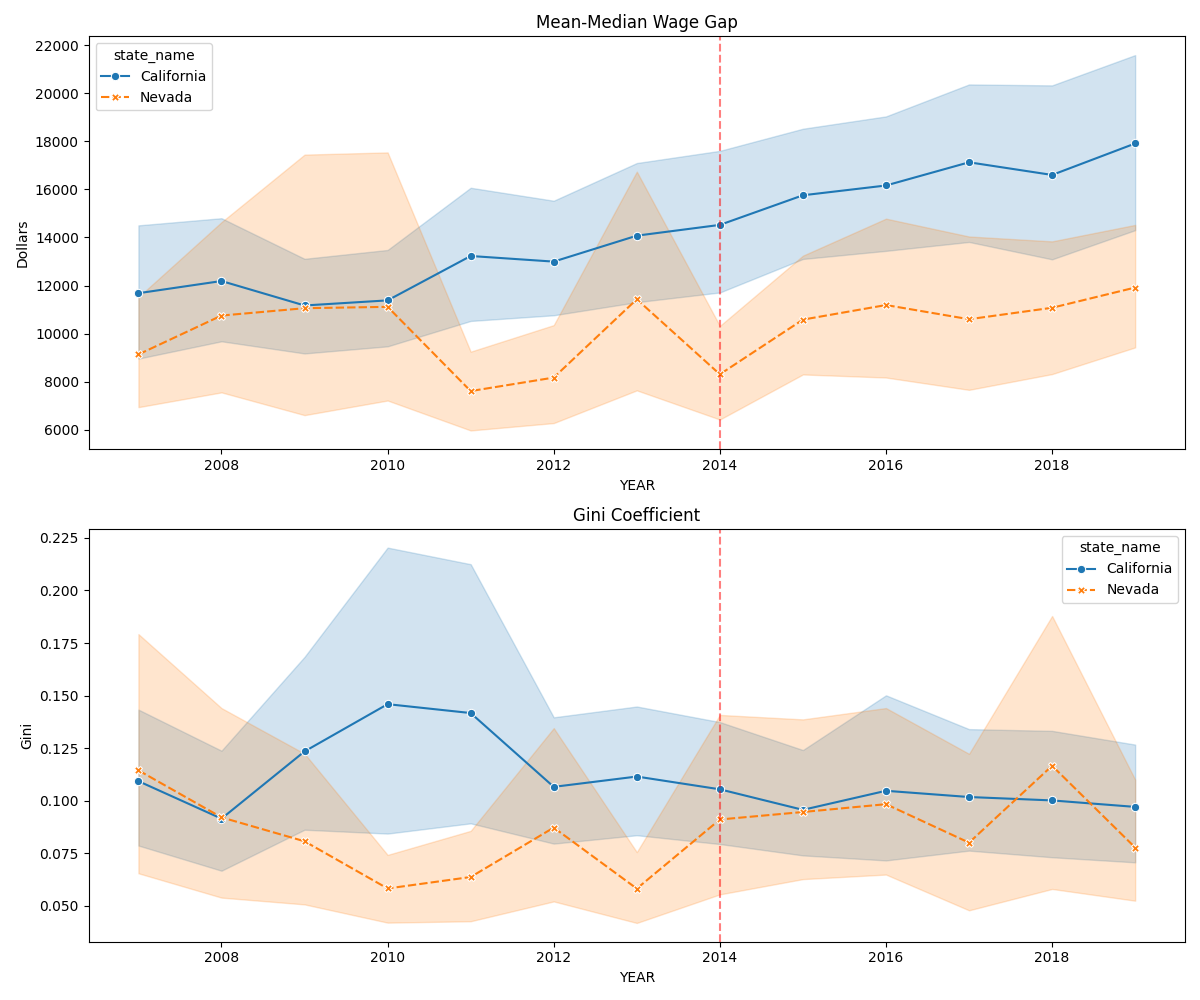 Mean-Median Wage Gap
state_name
California
Nevada
22000
20000
18000
16000
14000
12000
10000
8000
6000
Dollars
2008 2010 2012 2014 2016 2018
YEAR
Gini Coefficient
state_name
California
Nevada
0.225
0.200
0.175
0.150
0.125
0.100
0.075
0.050
Gini
2008 2010 2012 2014 2016 2018
YEAR